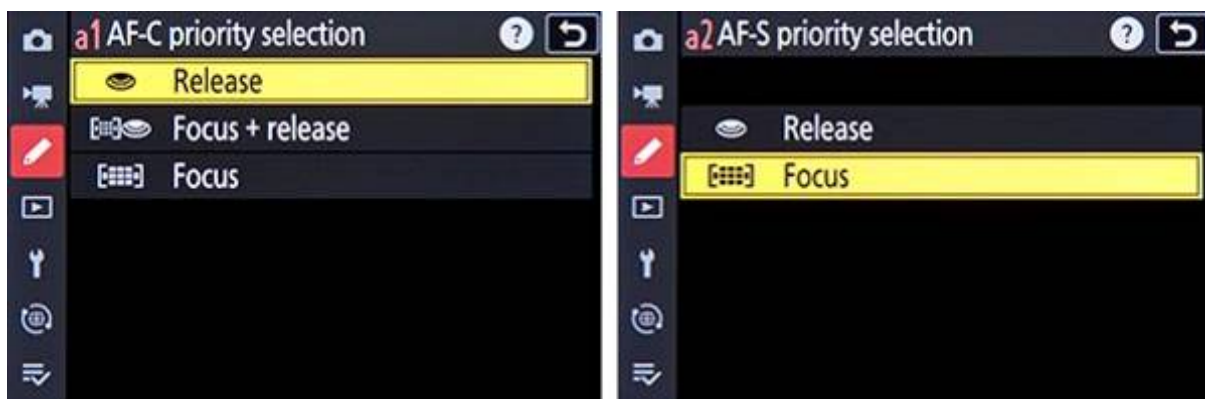 a1 AF-C priority selection ?
Release
Focus + release
Focus
a2 AF-S priority selection ?
Release
Focus